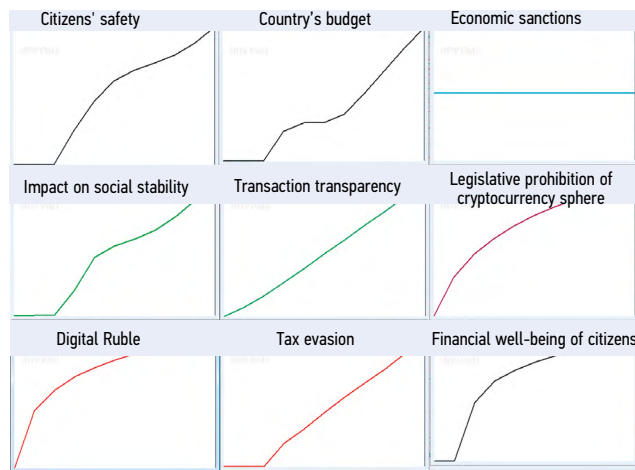 Citizens' safety
Country's budget
Economic sanctions
Impact on social stability
Transaction transparency
Legislative prohibition of
cryptocurrency sphere
Digital Ruble
Tax evasion
Financial well-being of citizens